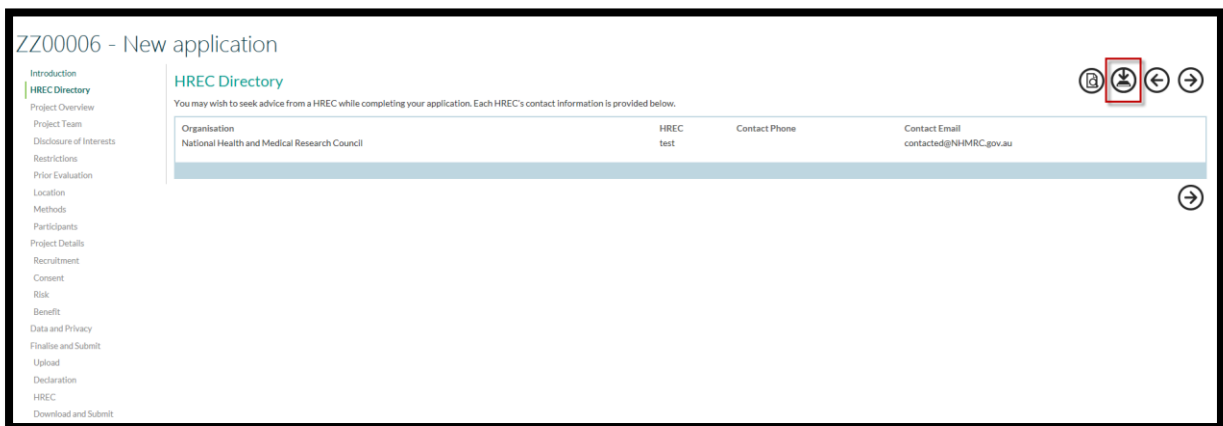 ZZ00006 - New application
Introduction
HREC Directory
Project Overview
Project Team
Disclosure of Interests
Restrictions
Prior Evaluation
Location
Methods
Participants
Project Details
Recruitment
Consent
Risk
Benefit
Data and Privacy
Finalise and Submit
Upload
Declaration
HREC
Download and Submit
HREC Directory
You may wish to seek advice from a HREC while completing your application. Each HREC's contact information is provided below.
Organisation HREC Contact Phone Contact Email
National Health and Medical Research Council test contacted@NHMRC.gov.au